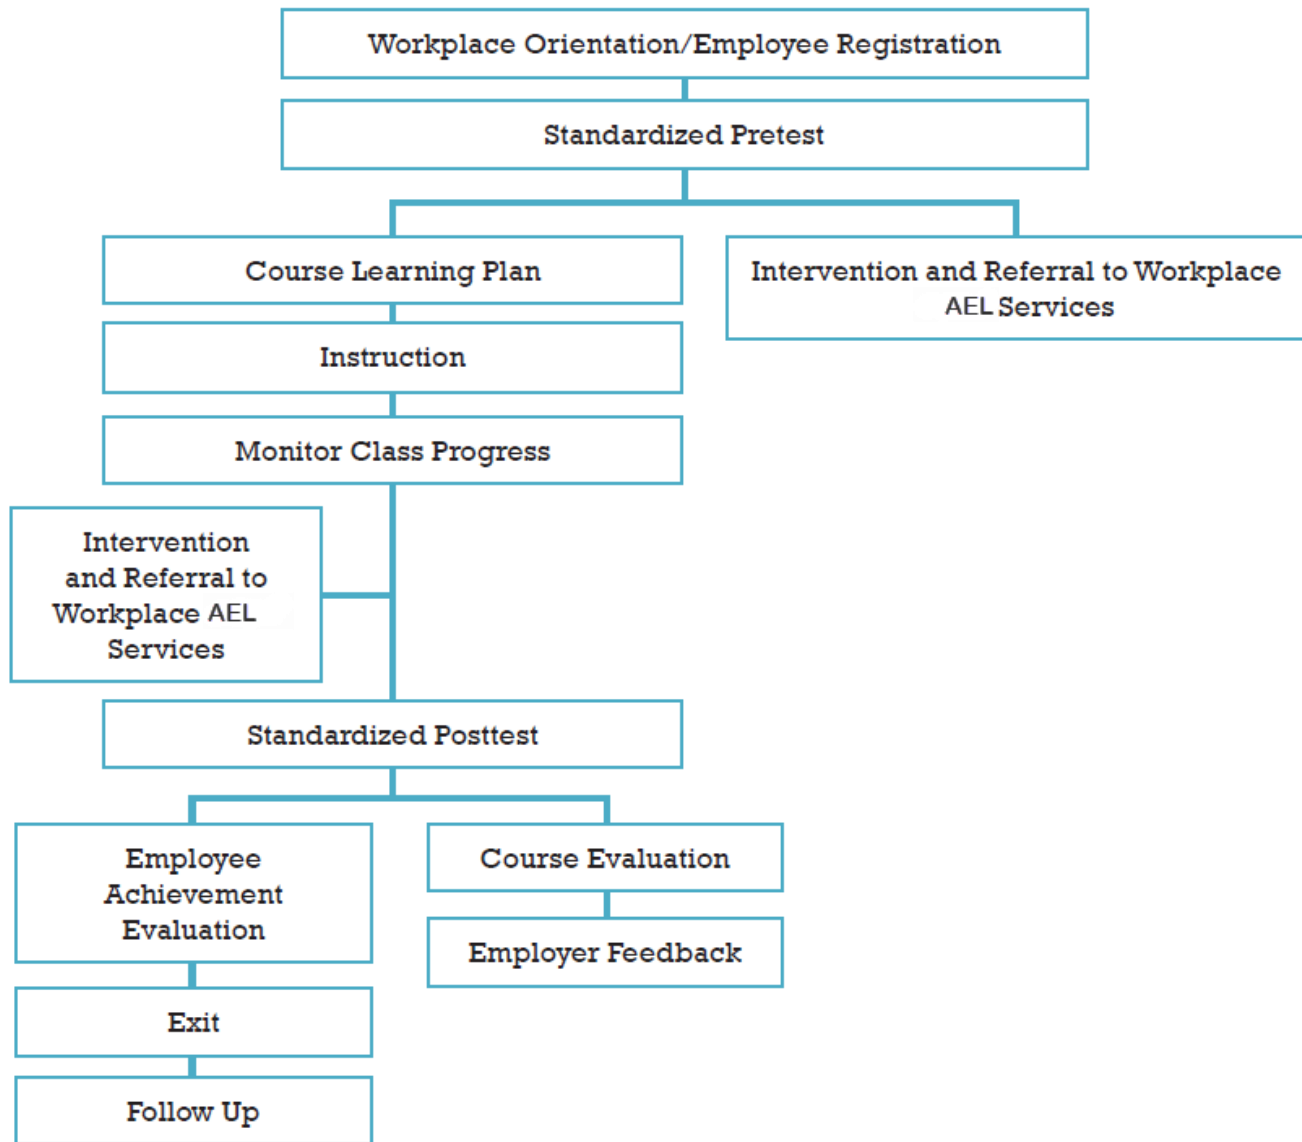 Workplace Orientation/Employee Registration
Standardized Pretest
Course Learning Plan
Intervention and Referral to Workplace
AEL Services
Instruction
Monitor Class Progress
Intervention
and Referral to
Workplace AEL
Services
Standardized Posttest
Employee
Achievement
Evaluation
Course Evaluation
Employer Feedback
Exit
Follow Up